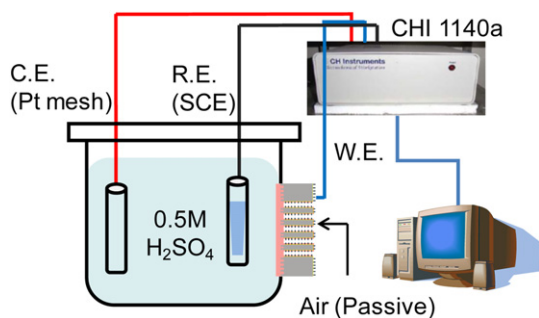 CHI 1140a
C.E.
(Pt mesh)
R.E.
(SCE)
CH Instruments
W.E.
0.5M
H₂SO₄
Air (Passive)